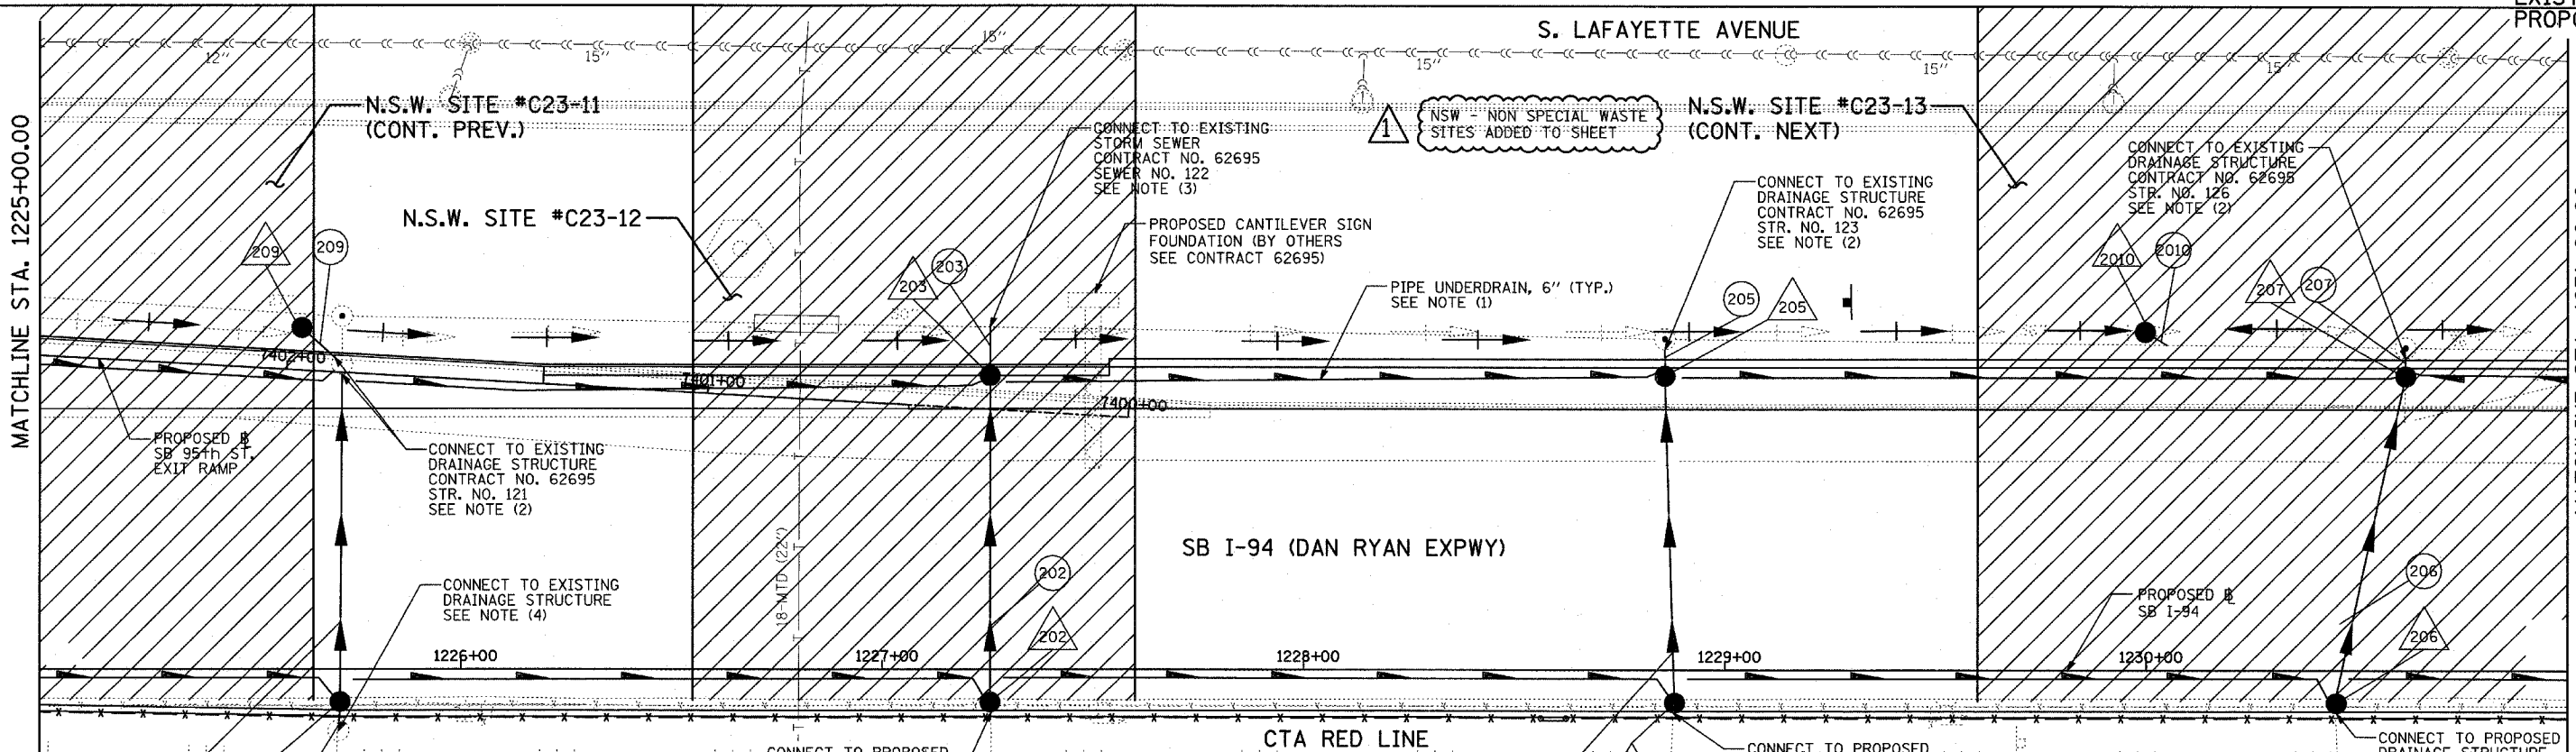 EXIST
PROPO
S. LAFAYETTE AVENUE
12"
15"
15"
15"
15"
15"
MATCHLINE STA. 1225+00.00
N.S.W. SITE #C23-11
(CONT. PREV.)
N.S.W. SITE #C23-12
CONNECT TO EXISTING
STORM SEWER
CONTRACT NO. 62695
SEWER NO. 122
SEE NOTE (3)
1
NSW - NON SPECIAL WASTE
SITES ADDED TO SHEET
N.S.W. SITE #C23-13
(CONT. NEXT)
CONNECT TO EXISTING
DRAINAGE STRUCTURE
CONTRACT NO. 62695
STR. NO. 126
SEE NOTE (2)
CONNECT TO EXISTING
DRAINAGE STRUCTURE
CONTRACT NO. 62695
STR. NO. 123
SEE NOTE (2)
PROPOSED CANTILEVER SIGN
FOUNDATION (BY OTHERS
SEE CONTRACT 62695)
PIPE UNDERDRAIN, 6" (TYP.)
SEE NOTE (1)
209
209
203
203
205
205
2010
2010
207
207
7402+00
7401+00
7400+00
PROPOSED ℄
SB 95th ST.
EXIT RAMP
CONNECT TO EXISTING
DRAINAGE STRUCTURE
CONTRACT NO. 62695
STR. NO. 121
SEE NOTE (2)
CONNECT TO EXISTING
DRAINAGE STRUCTURE
SEE NOTE (4)
18-MTD (22")
SB I-94 (DAN RYAN EXPWY)
202
202
206
206
PROPOSED ℄
SB I-94
1226+00
1227+00
1228+00
1229+00
1230+00
CTA RED LINE
CONNECT TO PROPOSED
CONNECT TO PROPOSED
CONNECT TO PROPOSED
DRAINAGE STRUCTURE